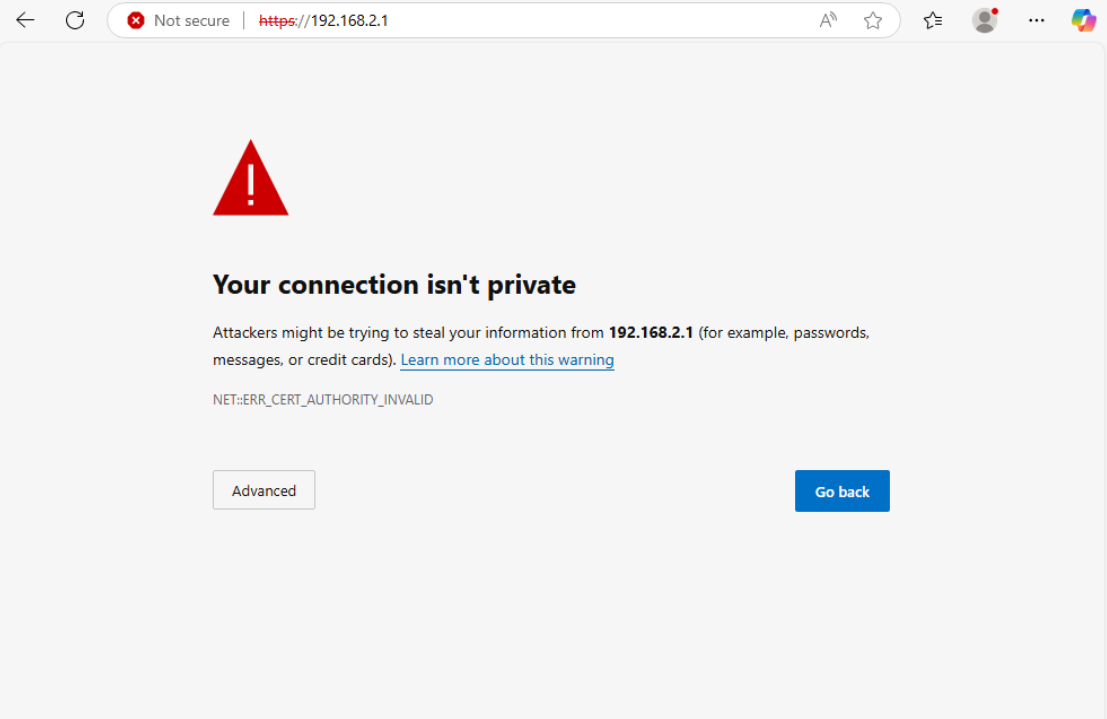 Not secure | https://192.168.2.1
Your connection isn't private
Attackers might be trying to steal your information from 192.168.2.1 (for example, passwords,
messages, or credit cards). Learn more about this warning
NET::ERR_CERT_AUTHORITY_INVALID
Advanced
Go back